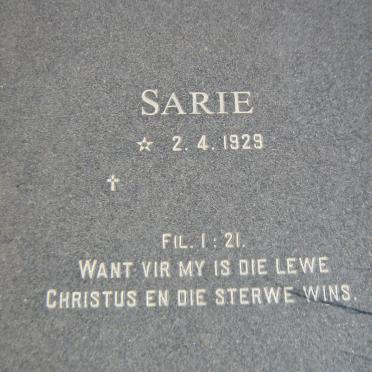 SARIE
☆ 2. 4. 1929
✝
FIL. 1 : 21.
WANT VIR MY IS DIE LEWE
CHRISTUS EN DIE STERWE WINS.